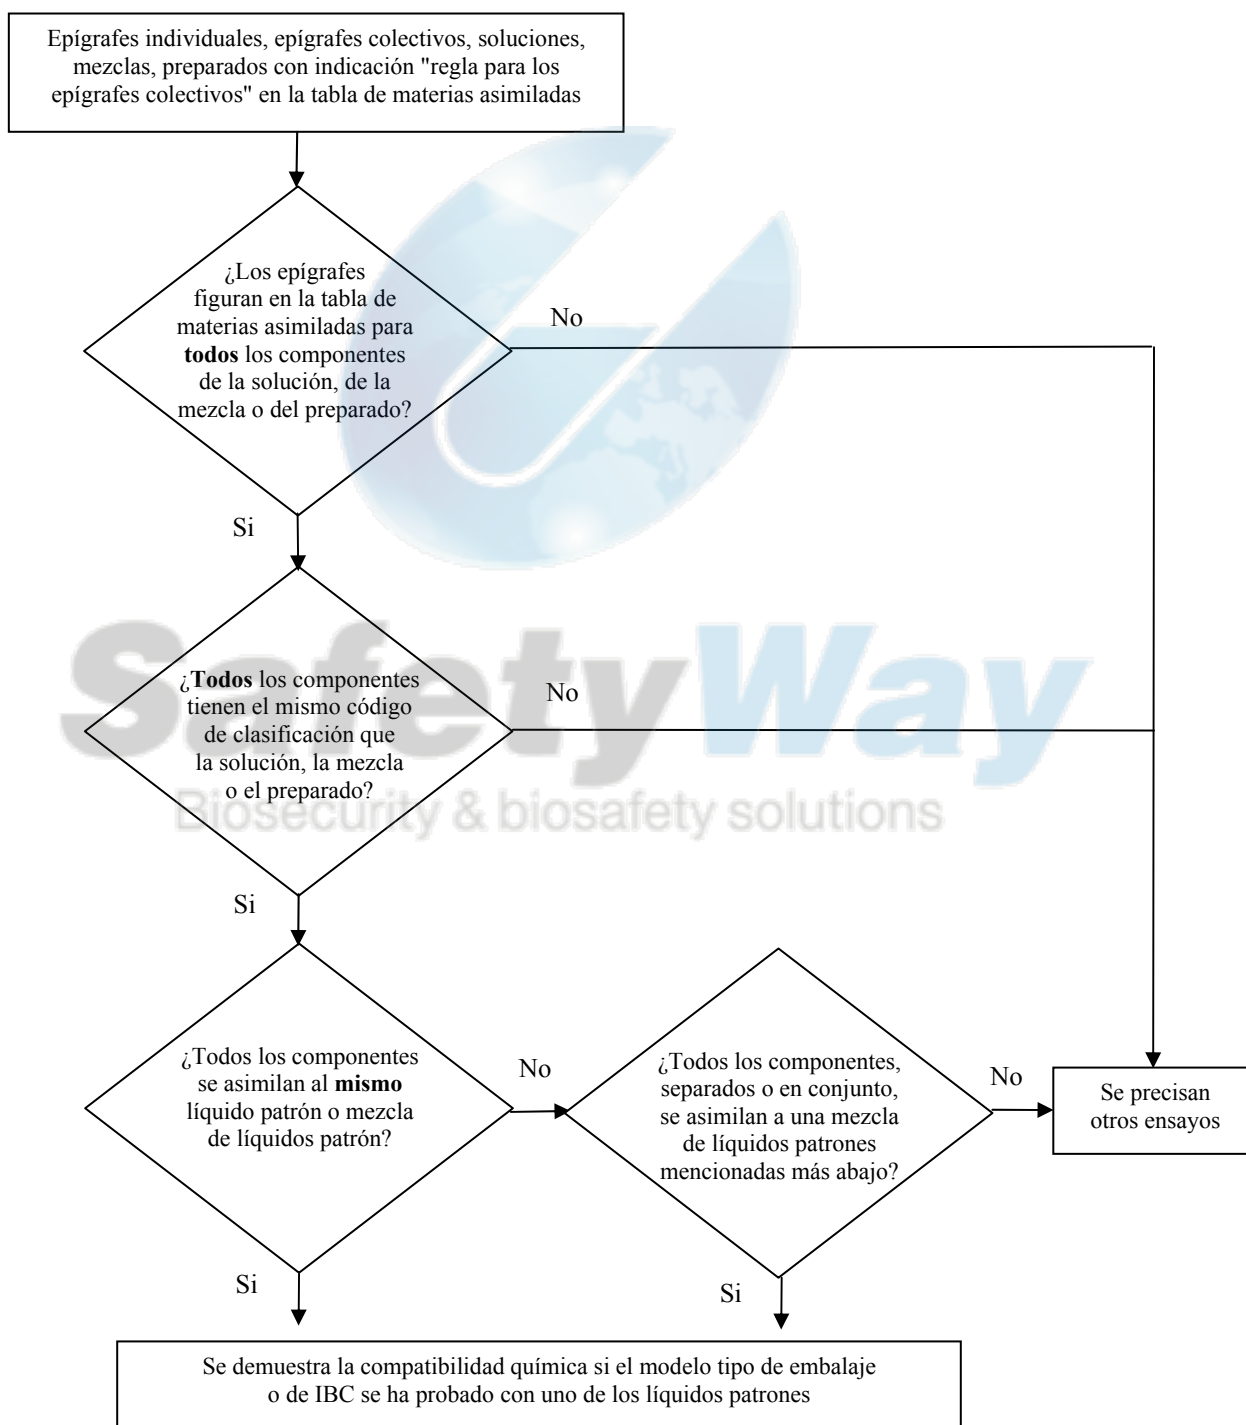 Epígrafes individuales, epígrafes colectivos, soluciones,
mezclas, preparados con indicación "regla para los
epígrafes colectivos" en la tabla de materias asimiladas
¿Los epígrafes
figuran en la tabla de
materias asimiladas para
todos los componentes
de la solución, de la
mezcla o del preparado?
No
Si
SafetyWay
Biosecurity & biosafety solutions
¿Todos los componentes
tienen el mismo código
de clasificación que
la solución, la mezcla
o el preparado?
No
Si
¿Todos los componentes
se asimilan al mismo
líquido patrón o mezcla
de líquidos patrón?
No
¿Todos los componentes,
separados o en conjunto,
se asimilan a una mezcla
de líquidos patrones
mencionadas más abajo?
No
Se precisan
otros ensayos
Si
Si
Se demuestra la compatibilidad química si el modelo tipo de embalaje
o de IBC se ha probado con uno de los líquidos patrones